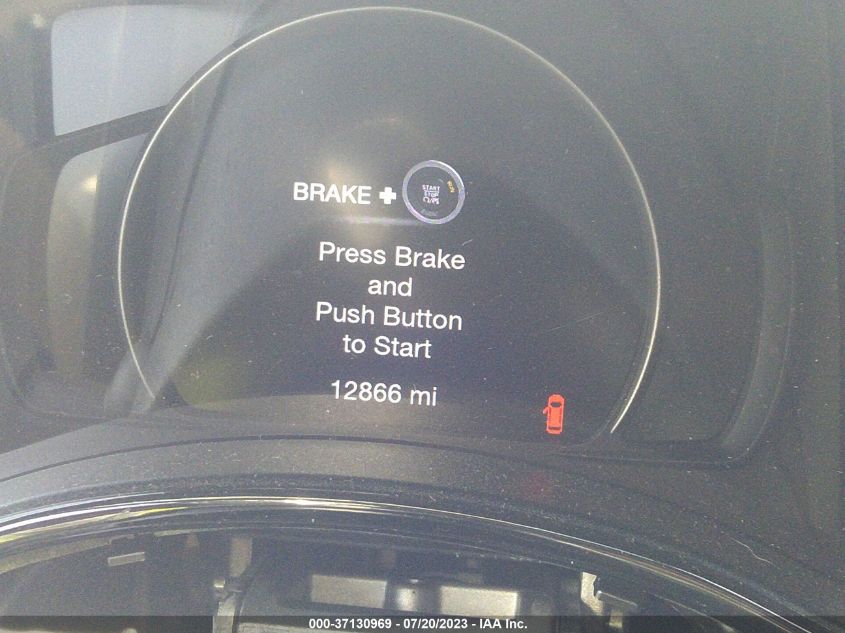 BRAKE + START STOP
Press Brake
and
Push Button
to Start
12866 mi
000-37130969 - 07/20/2023 - IAA Inc.